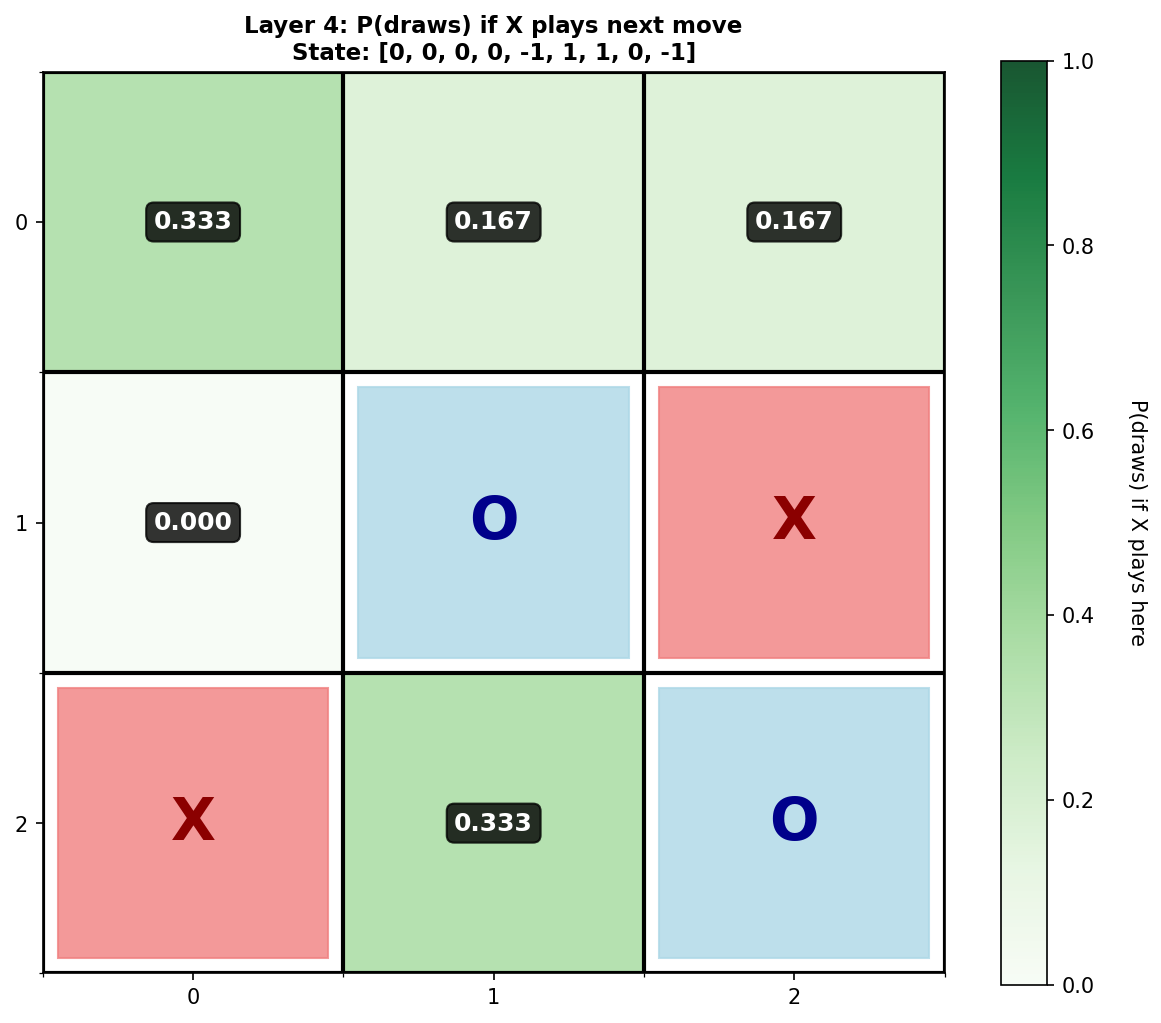 Layer 4: P(draws) if X plays next move
State: [0, 0, 0, 0, -1, 1, 1, 0, -1]
0.333 0.167 0.167
0.000 O X
X 0.333 O
0
1
2
0 1 2
1.0
0.8
0.6
0.4
0.2
0.0
P(draws) if X plays here